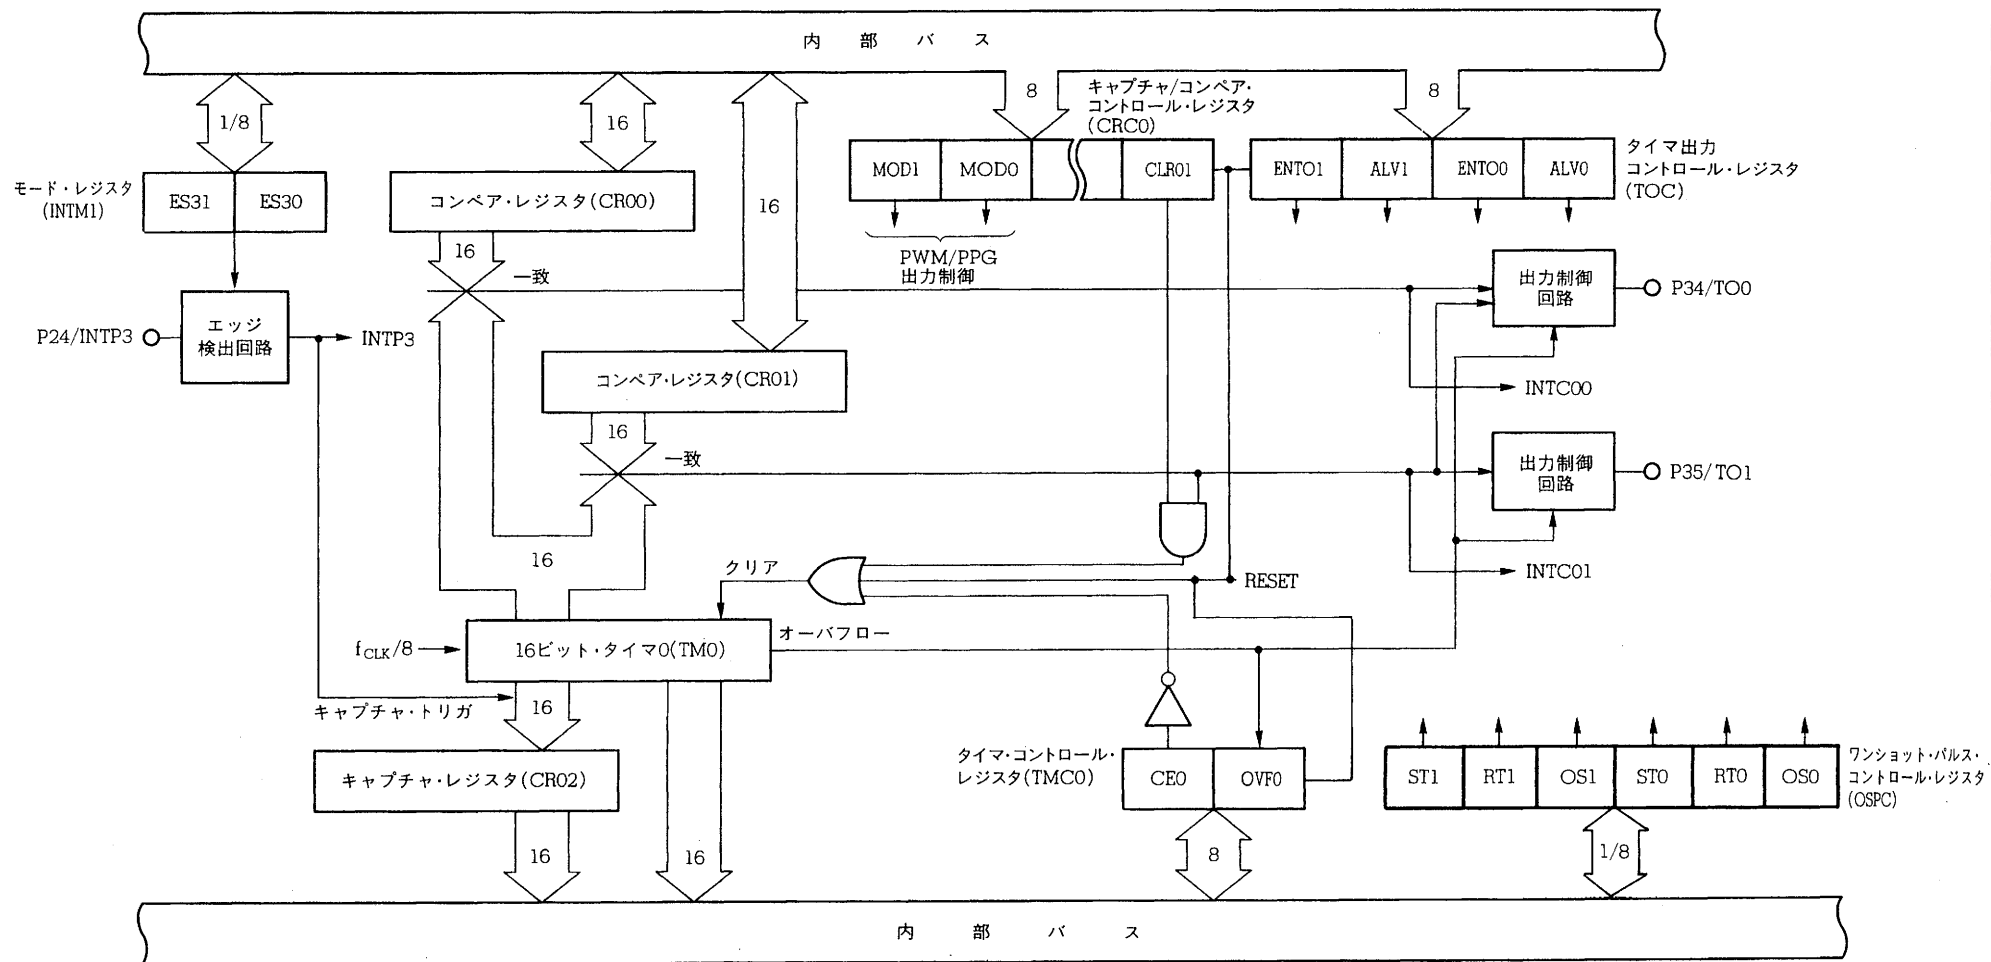 内部バス
1/8
16
8
キャプチャ/コンペア・
コントロール・レジスタ
(CRC0)
8
モード・レジスタ
(INTM1)
ES31
ES30
コンペア・レジスタ(CR00)
16
MOD1
MOD0
CLR01
ENTO1
ALV1
ENTO0
ALV0
タイマ出力
コントロール・レジスタ
(TOC)
16
一致
PWM/PPG
出力制御
出力制御
回路
P34/TO0
P24/INTP3
エッジ
検出回路
INTP3
コンペア・レジスタ(CR01)
INTC00
16
一致
出力制御
回路
P35/TO1
16
クリア
RESET
INTC01
fCLK/8
16ビット・タイマ0(TM0)
オーバフロー
キャプチャ・トリガ
16
キャプチャ・レジスタ(CR02)
タイマ・コントロール・
レジスタ(TMC0)
CE0
OVF0
ST1
RT1
OS1
ST0
RT0
OS0
ワンショット・パルス・
コントロール・レジスタ
(OSPC)
16
16
8
1/8
内部バス